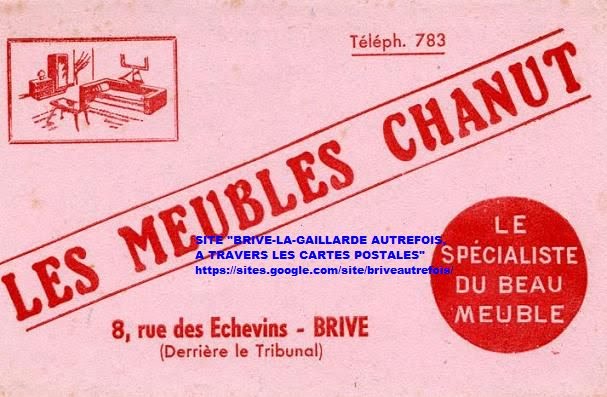 Téléph. 783
LES MEUBLES CHANUT
SITE "BRIVE-LA-GAILLARDE AUTREFOIS,
A TRAVERS LES CARTES POSTALES"
https://sites.google.com/site/briveautrefois/
LE
SPÉCIALISTE
DU BEAU
MEUBLE
8, rue des Echevins - BRIVE
(Derrière le Tribunal)